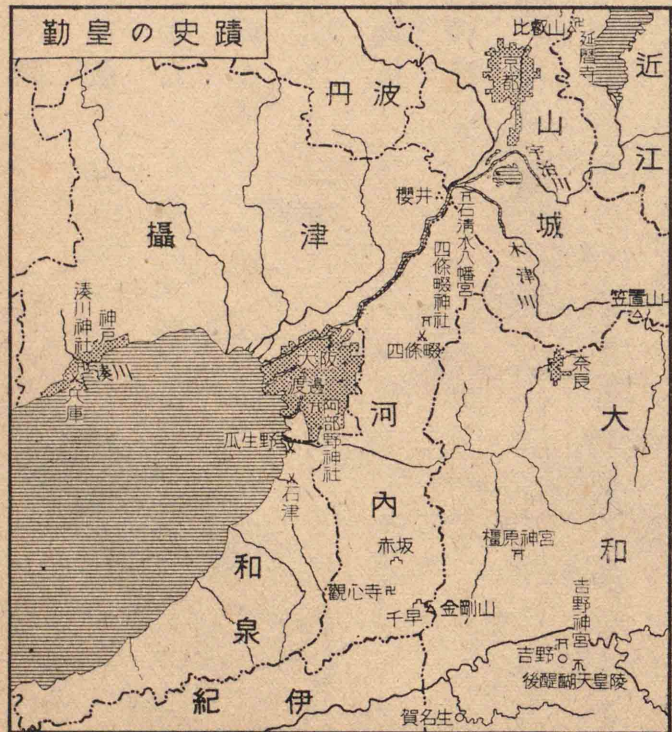 勤皇の史蹟
比叡山
延暦寺
近江
京都
丹波
山城
宇治川
櫻井
石清水八幡宮
木津川
攝津
四條畷神社
四條畷
笠置山
奈良
湊川神社
神戸
湊川
兵庫
大阪
渡邊
河内
大和
瓜生野
阿部野神社
石津
赤坂
橿原神宮
和泉
觀心寺
千早
金剛山
吉野神宮
吉野
後醍醐天皇陵
紀伊
賀名生